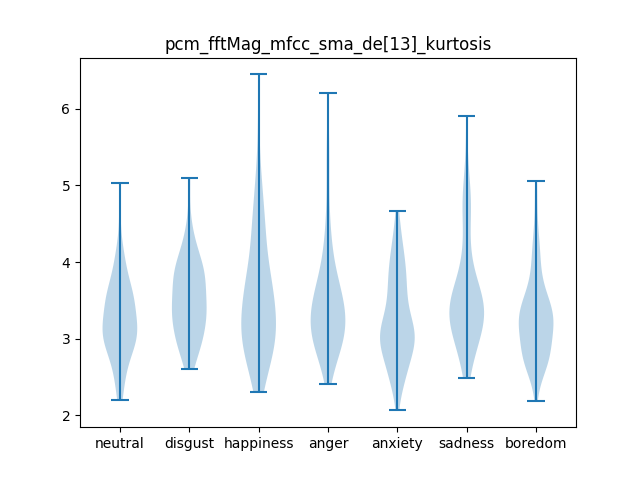 pcm_fftMag_mfcc_sma_de[13]_kurtosis
6
5
4
3
2
neutral disgust happiness anger anxiety sadness boredom